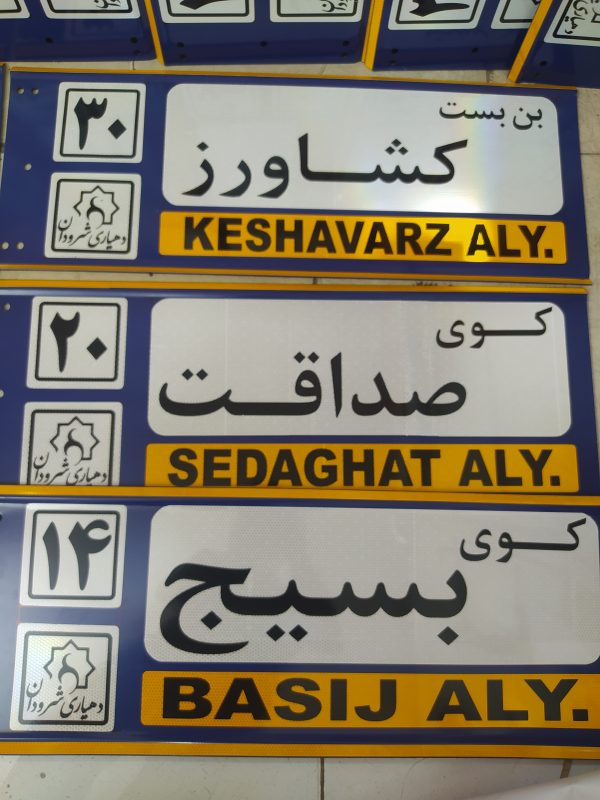 بن بست
کشاورز
KESHAVARZ ALY.
۳۰
دهیاری شرودان
کوی
صداقت
SEDAGHAT ALY.
۲۰
دهیاری شرودان
کوی
بسیج
BASIJ ALY.
۱۴
دهیاری شرودان